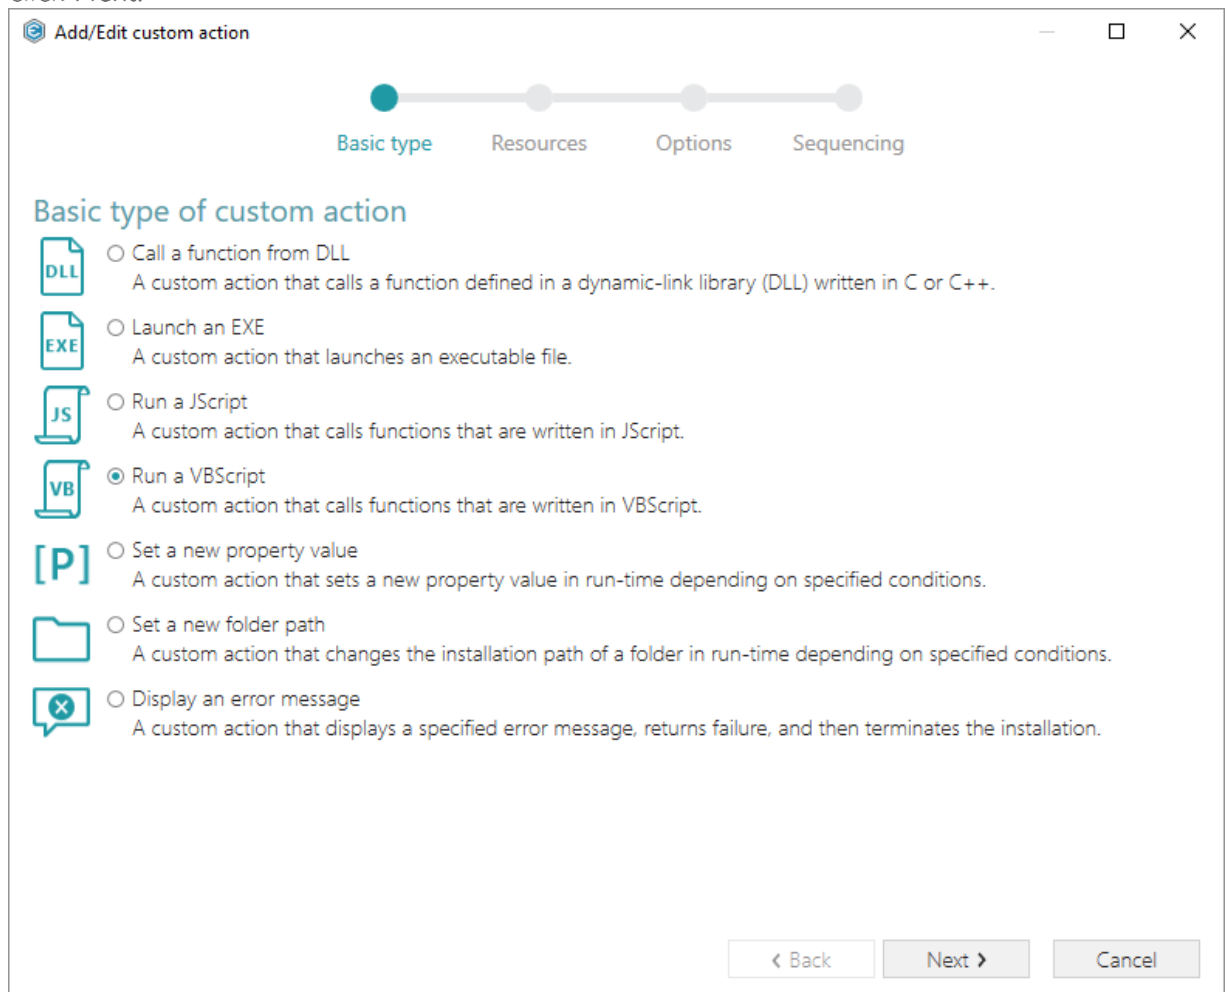 Click Next.
Add/Edit custom action
Basic type
Resources
Options
Sequencing
Basic type of custom action
DLL
Call a function from DLL
A custom action that calls a function defined in a dynamic-link library (DLL) written in C or C++.
EXE
Launch an EXE
A custom action that launches an executable file.
JS
Run a JScript
A custom action that calls functions that are written in JScript.
VB
Run a VBScript
A custom action that calls functions that are written in VBScript.
[P]
Set a new property value
A custom action that sets a new property value in run-time depending on specified conditions.
Set a new folder path
A custom action that changes the installation path of a folder in run-time depending on specified conditions.
Display an error message
A custom action that displays a specified error message, returns failure, and then terminates the installation.
Back
Next
Cancel